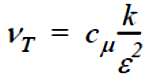 ν_T = c_μ k/ε²